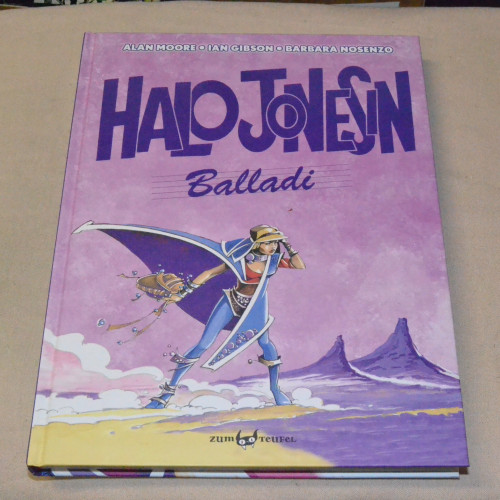 ALAN MOORE • IAN GIBSON • BARBARA NOSENZO
HALO JONESIN
Balladi
ZUM TEUFEL